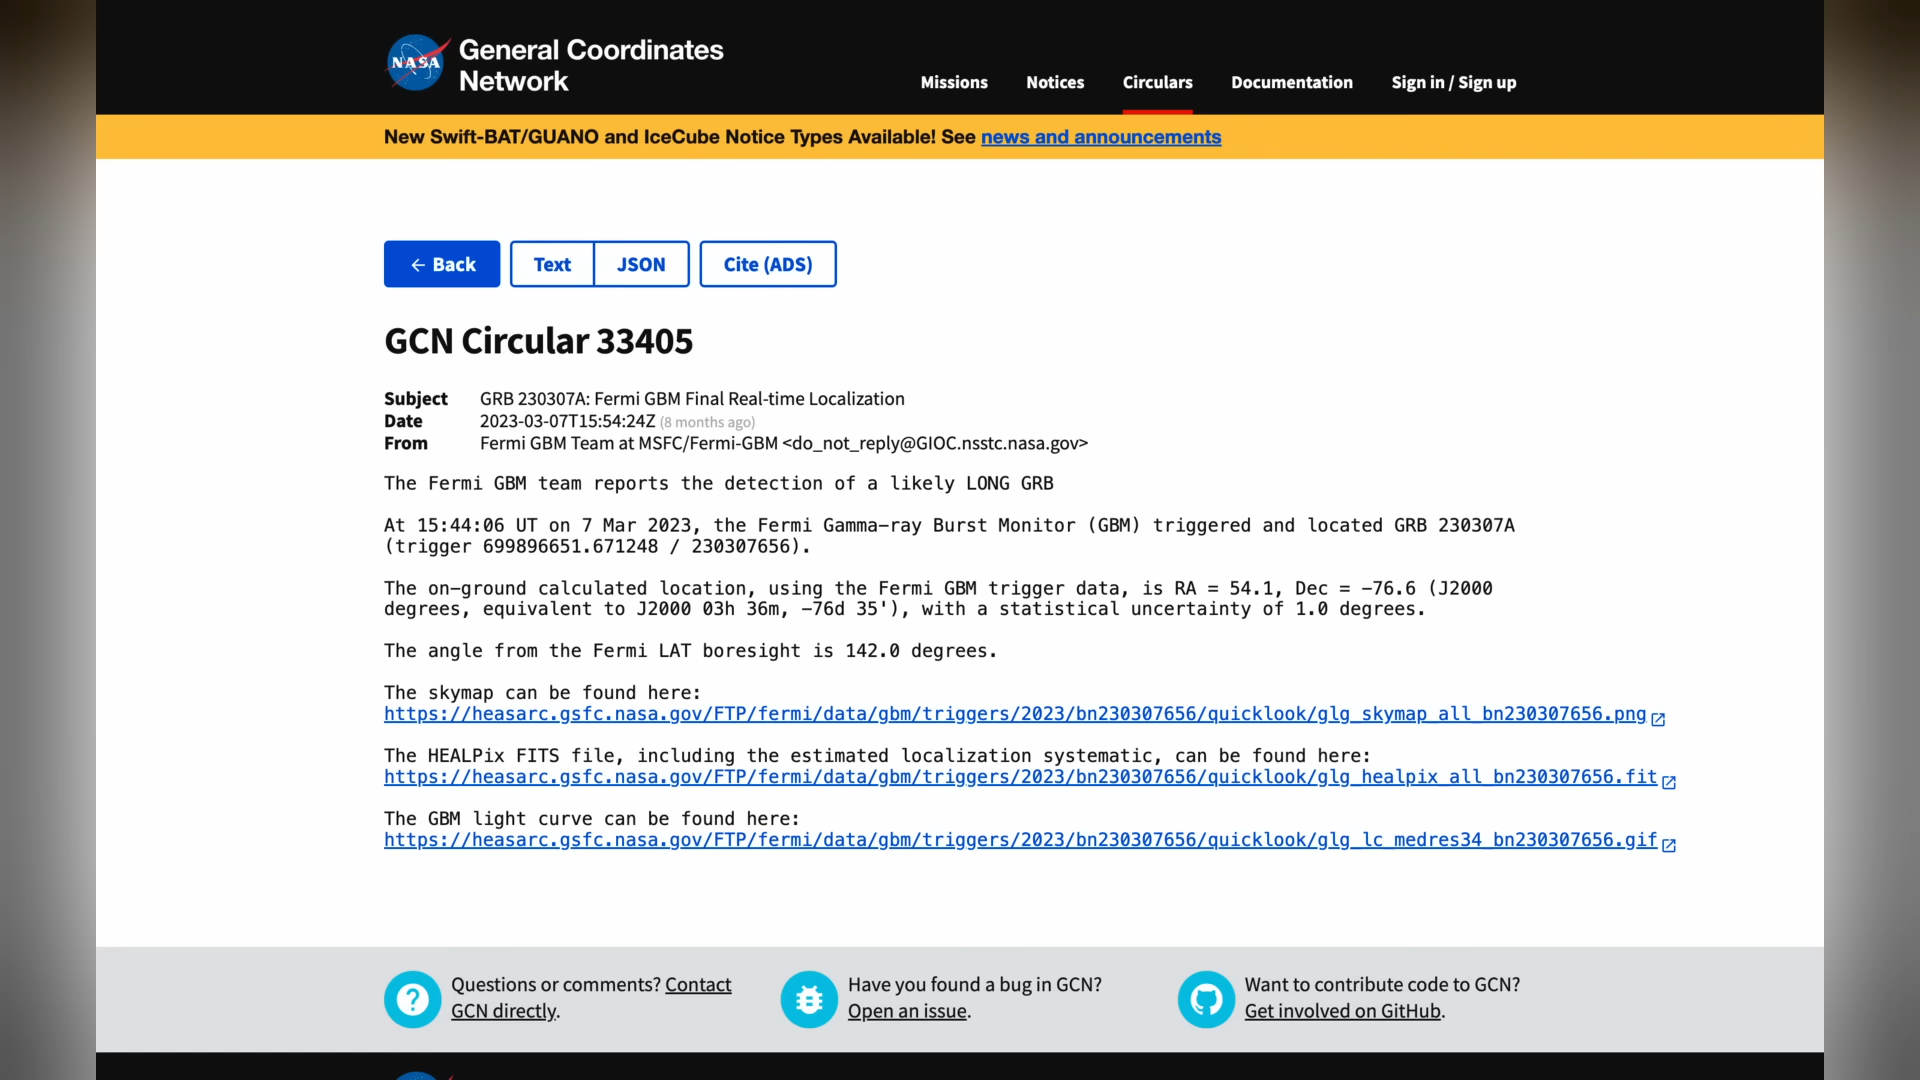 NASA
General Coordinates
Network
Missions
Notices
Circulars
Documentation
Sign in / Sign up
New Swift-BAT/GUANO and IceCube Notice Types Available! See news and announcements
← Back
Text
JSON
Cite (ADS)
GCN Circular 33405
Subject GRB 230307A: Fermi GBM Final Real-time Localization
Date 2023-03-07T15:54:24Z (8 months ago)
From Fermi GBM Team at MSFC/Fermi-GBM <do_not_reply@GIOC.nsstc.nasa.gov>
The Fermi GBM team reports the detection of a likely LONG GRB
At 15:44:06 UT on 7 Mar 2023, the Fermi Gamma-ray Burst Monitor (GBM) triggered and located GRB 230307A
(trigger 699896651.671248 / 230307656).
The on-ground calculated location, using the Fermi GBM trigger data, is RA = 54.1, Dec = -76.6 (J2000
degrees, equivalent to J2000 03h 36m, -76d 35'), with a statistical uncertainty of 1.0 degrees.
The angle from the Fermi LAT boresight is 142.0 degrees.
The skymap can be found here:
https://heasarc.gsfc.nasa.gov/FTP/fermi/data/gbm/triggers/2023/bn230307656/quicklook/glg_skymap_all_bn230307656.png
The HEALPix FITS file, including the estimated localization systematic, can be found here:
https://heasarc.gsfc.nasa.gov/FTP/fermi/data/gbm/triggers/2023/bn230307656/quicklook/glg_healpix_all_bn230307656.fit
The GBM light curve can be found here:
https://heasarc.gsfc.nasa.gov/FTP/fermi/data/gbm/triggers/2023/bn230307656/quicklook/glg_lc_medres34_bn230307656.gif
Questions or comments? Contact
GCN directly.
Have you found a bug in GCN?
Open an issue.
Want to contribute code to GCN?
Get involved on GitHub.